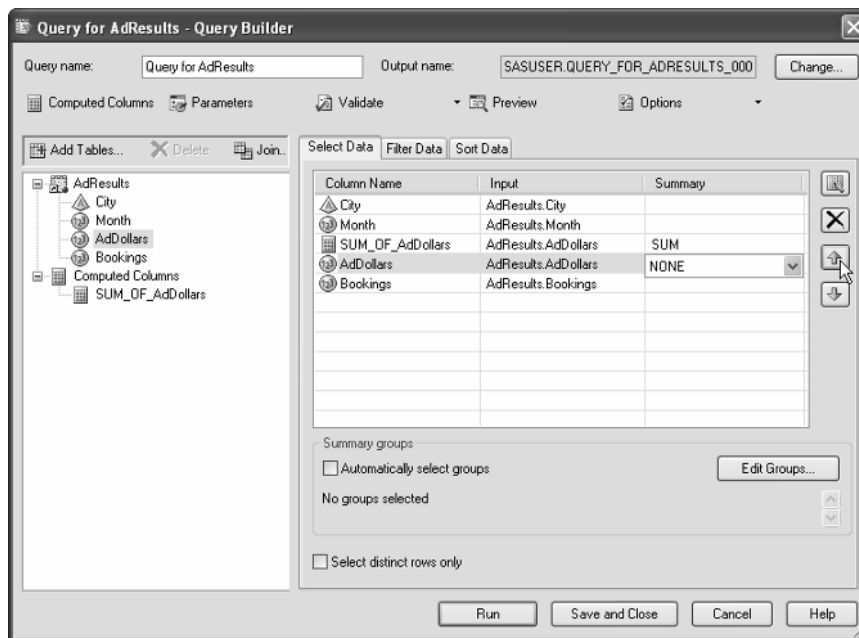 Query for AdResults - Query Builder
Query name: Query for AdResults Output name: SASUSER.QUERY_FOR_ADRESULTS_000 Change...
Computed Columns Parameters Validate Preview Options
Add Tables... Delete Join..
Select Data Filter Data Sort Data
AdResults
City
Month
AdDollars
Bookings
Computed Columns
SUM_OF_AdDollars
Column Name Input Summary
City AdResults.City
Month AdResults.Month
SUM_OF_AdDollars AdResults.AdDollars SUM
AdDollars AdResults.AdDollars NONE
Bookings AdResults.Bookings
Summary groups
Automatically select groups Edit Groups...
No groups selected
Select distinct rows only
Run Save and Close Cancel Help